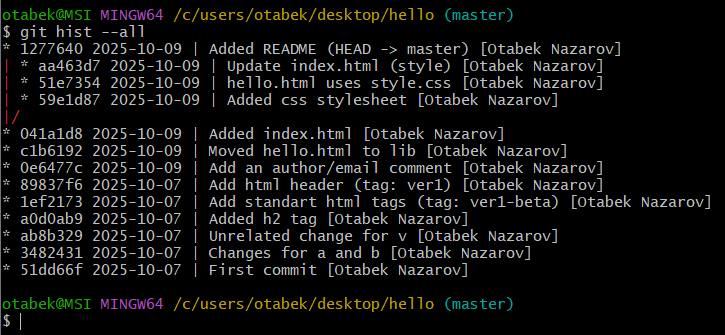 otabek@MSI MINGW64 /c/users/otabek/desktop/hello (master)
$ git hist --all
* 1277640 2025-10-09 | Added README (HEAD -> master) [Otabek Nazarov]
| * aa463d7 2025-10-09 | Update index.html (style) [Otabek Nazarov]
| * 51e7354 2025-10-09 | hello.html uses style.css [Otabek Nazarov]
| * 59e1d87 2025-10-09 | Added css stylesheet [Otabek Nazarov]
|/
* 041a1d8 2025-10-09 | Added index.html [Otabek Nazarov]
* c1b6192 2025-10-09 | Moved hello.html to lib [Otabek Nazarov]
* 0e6477c 2025-10-09 | Add an author/email comment [Otabek Nazarov]
* 89837f6 2025-10-07 | Add html header (tag: ver1) [Otabek Nazarov]
* 1ef2173 2025-10-07 | Add standart html tags (tag: ver1-beta) [Otabek Nazarov]
* a0d0ab9 2025-10-07 | Added h2 tag [Otabek Nazarov]
* ab8b329 2025-10-07 | Unrelated change for v [Otabek Nazarov]
* 3482431 2025-10-07 | Changes for a and b [Otabek Nazarov]
* 51dd66f 2025-10-07 | First commit [Otabek Nazarov]
otabek@MSI MINGW64 /c/users/otabek/desktop/hello (master)
$